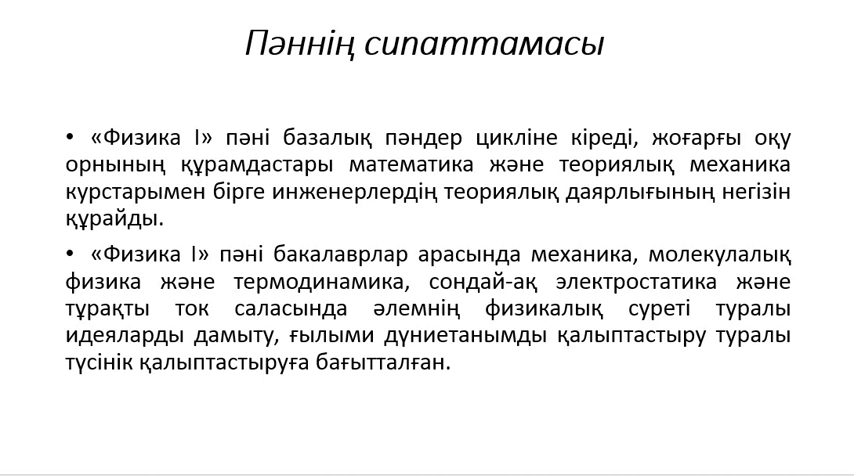 Пәннің сипаттамасы
• «Физика І» пәні базалық пәндер цикліне кіреді, жоғарғы оқу
орнының құрамдастары математика және теориялық механика
курстарымен бірге инженерлердің теориялық даярлығының негізін
құрайды.
• «Физика І» пәні бакалаврлар арасында механика, молекулалық
физика және термодинамика, сондай-ақ электростатика және
тұрақты ток саласында әлемнің физикалық суреті туралы
идеяларды дамыту, ғылыми дүниетанымды қалыптастыру туралы
түсінік қалыптастыруға бағытталған.